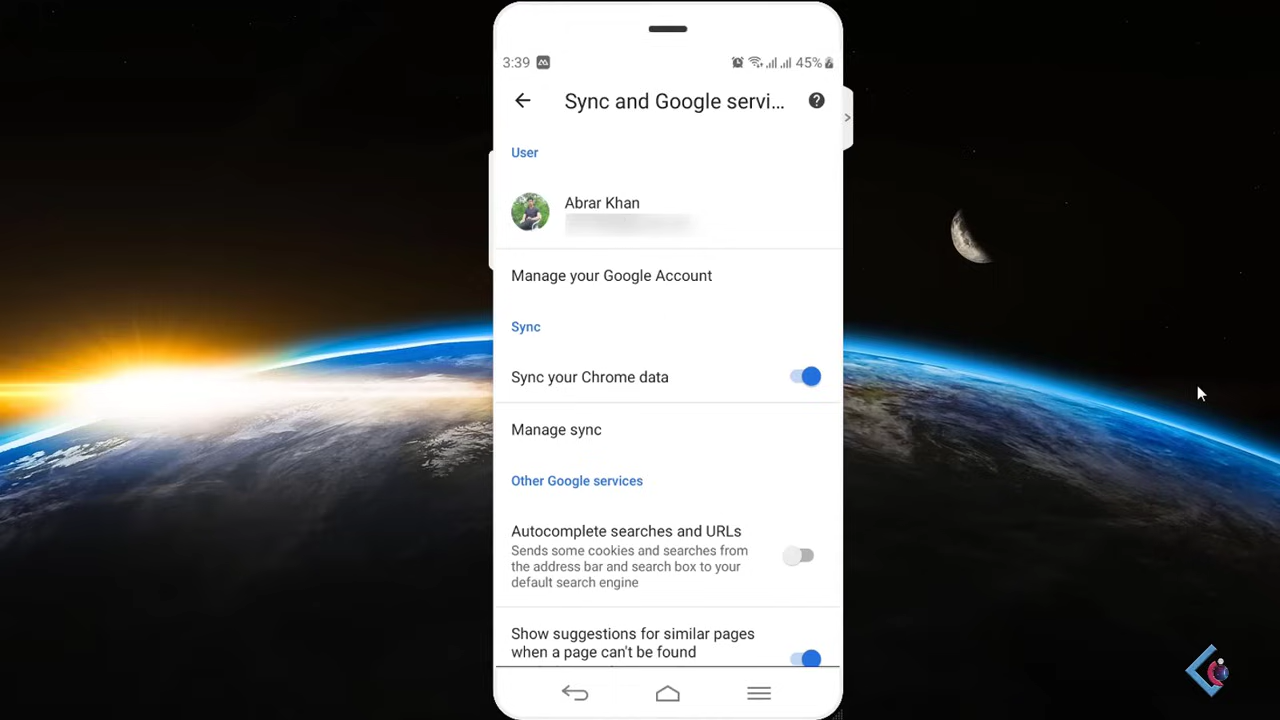 3:39
45%
Sync and Google servi...
User
Abrar Khan
Manage your Google Account
Sync
Sync your Chrome data
Manage sync
Other Google services
Autocomplete searches and URLs
Sends some cookies and searches from
the address bar and search box to your
default search engine
Show suggestions for similar pages
when a page can't be found